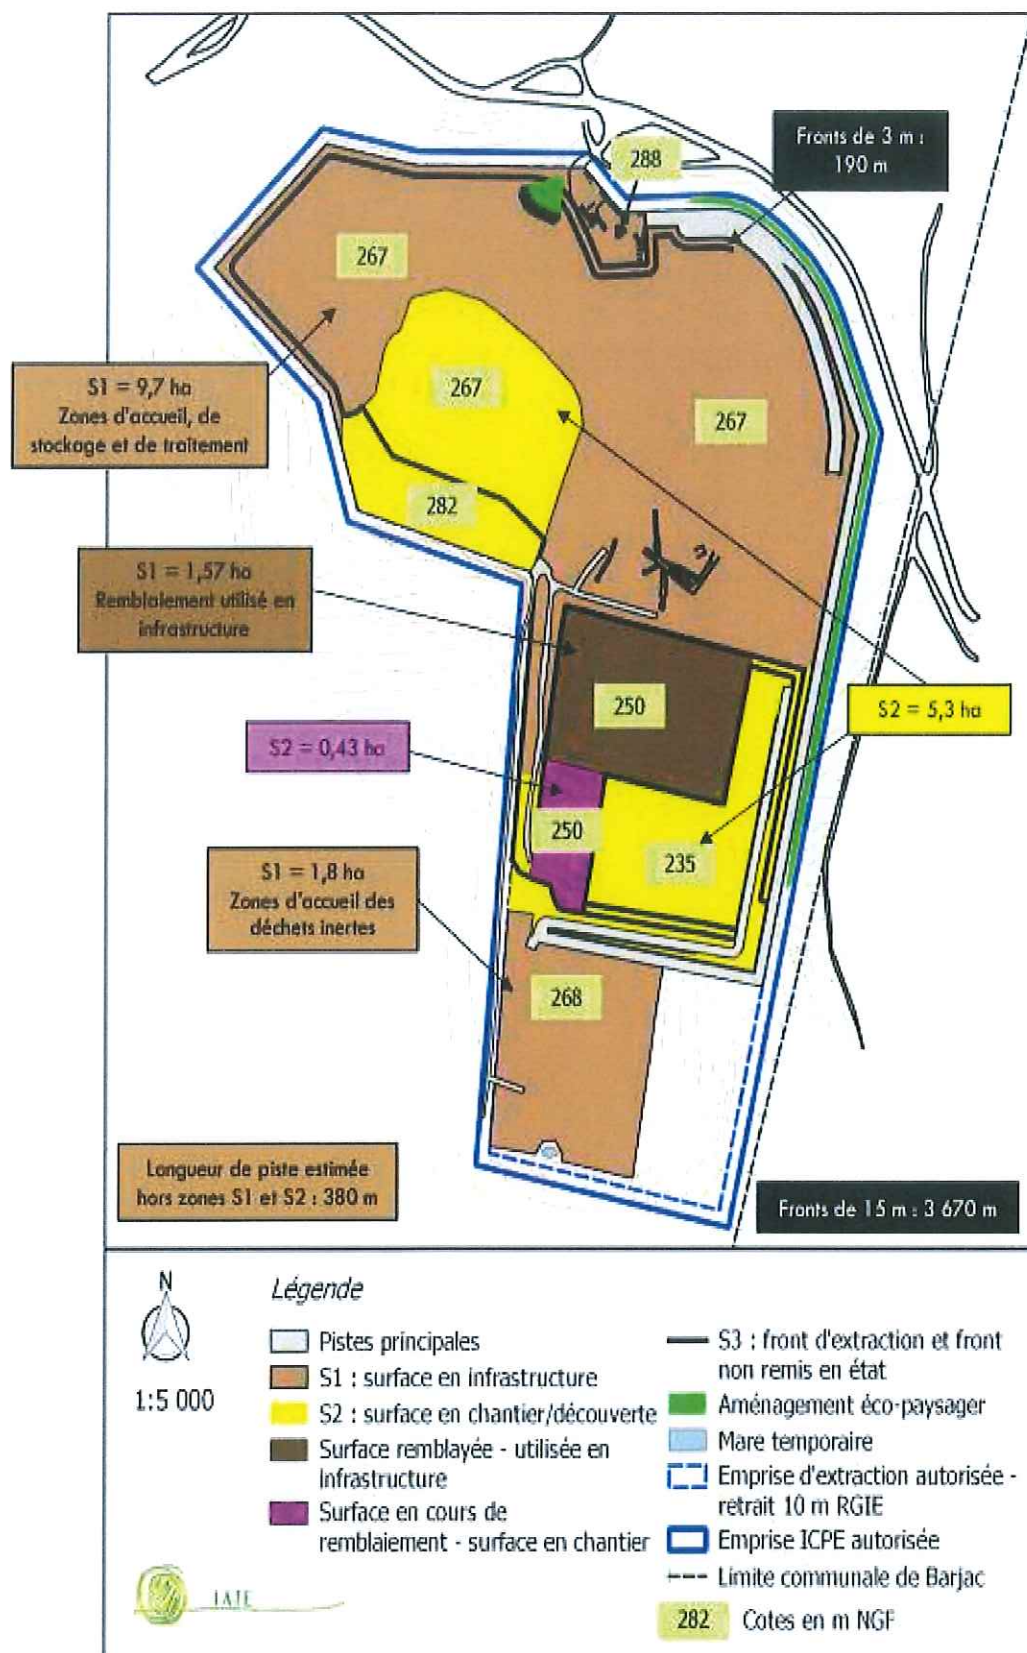 Fronts de 3 m :
190 m
288
267
S1 = 9,7 ha
Zones d'accueil, de
stockage et de traitement
267
267
282
S1 = 1,57 ha
Remblaiement utilisé en
infrastructure
250
S2 = 5,3 ha
S2 = 0,43 ha
250
235
S1 = 1,8 ha
Zones d'accueil des
déchets inertes
268
Longueur de piste estimée
hors zones S1 et S2 : 380 m
Fronts de 15 m : 3 670 m
N
1:5 000
Légende
Pistes principales
S1 : surface en infrastructure
S2 : surface en chantier/découverte
Surface remblayée - utilisée en
infrastructure
Surface en cours de
remblaiement - surface en chantier
S3 : front d'extraction et front
non remis en état
Aménagement éco-paysager
Mare temporaire
Emprise d'extraction autorisée -
retrait 10 m RGIE
Emprise ICPE autorisée
Limite communale de Barjac
282 Cotes en m NGF